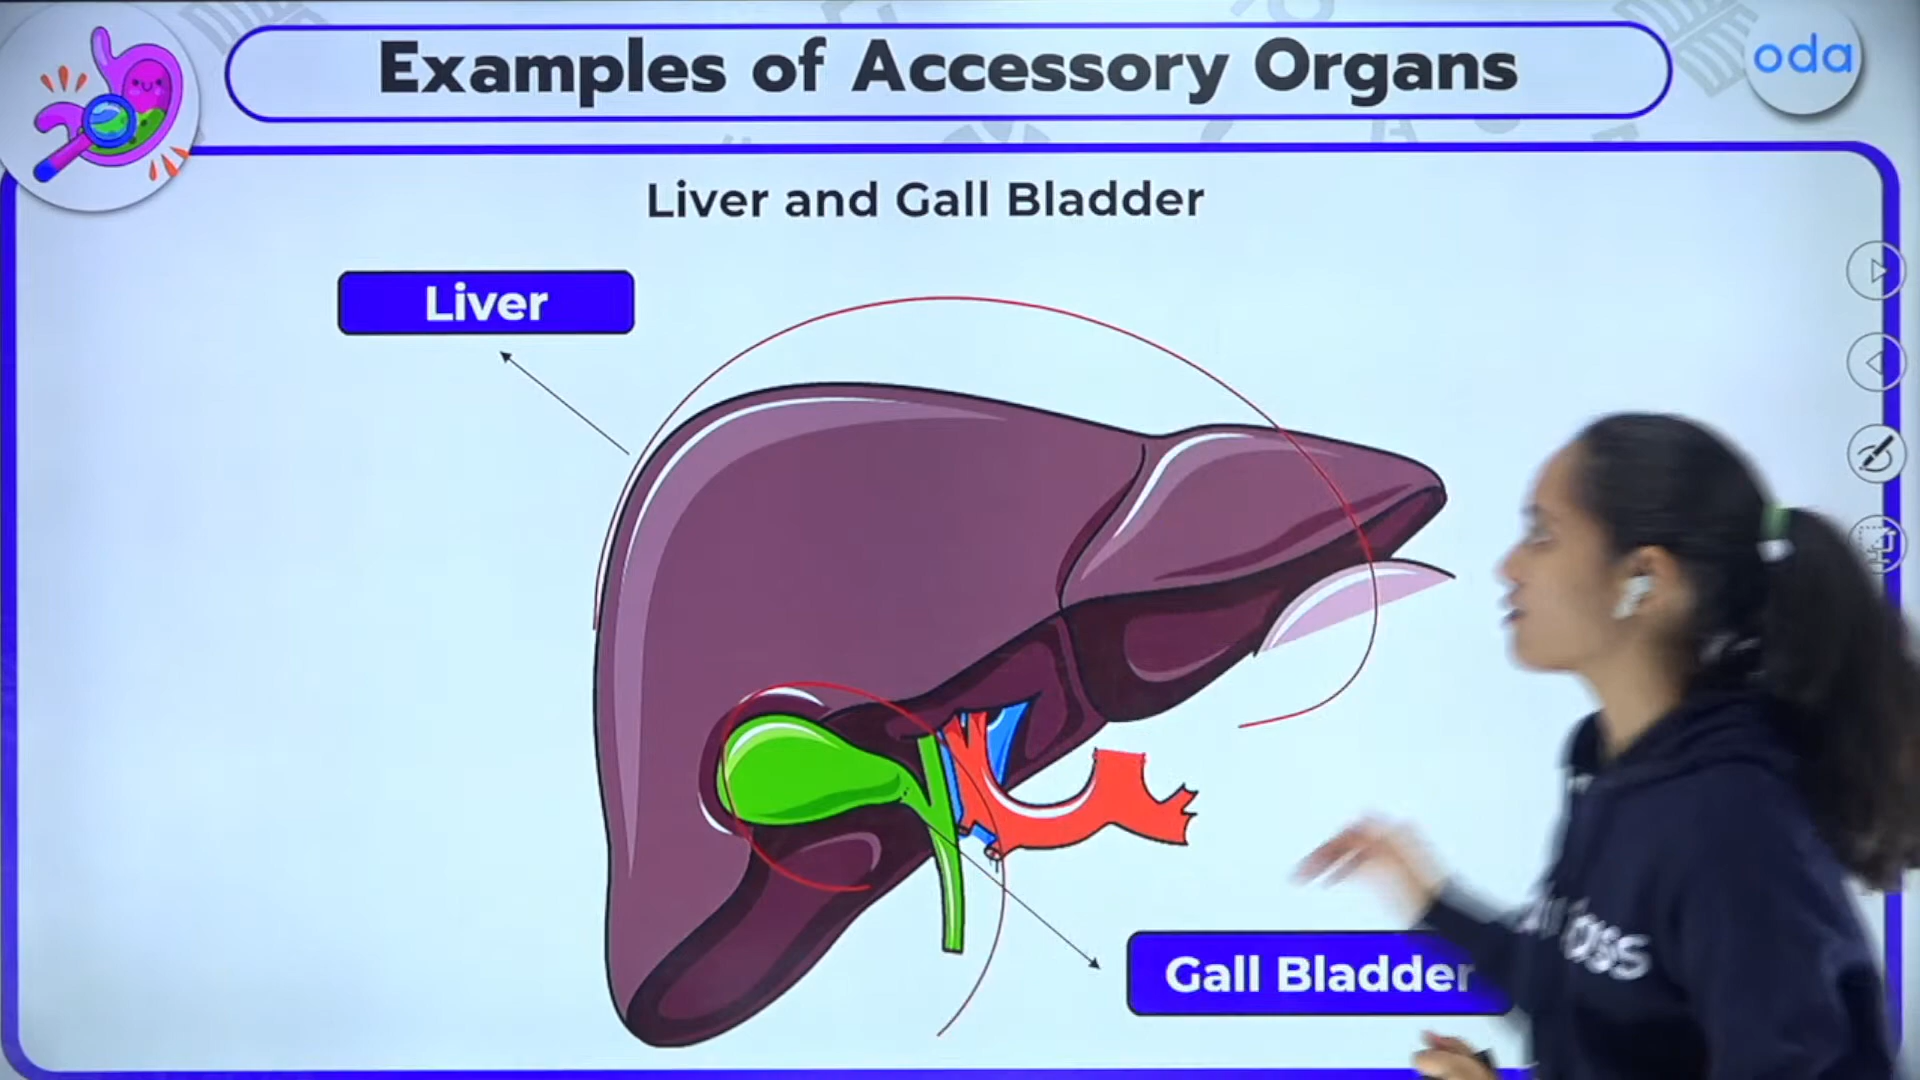 Examples of Accessory Organs
oda
Liver and Gall Bladder
Liver
Gall Bladder